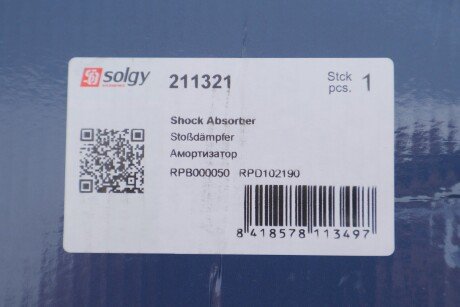 solgy 211321 Stck pcs. 1
Shock Absorber
Stoßdämpfer
Амортизатор
RPB000050 RPD102190
8 418578 113497